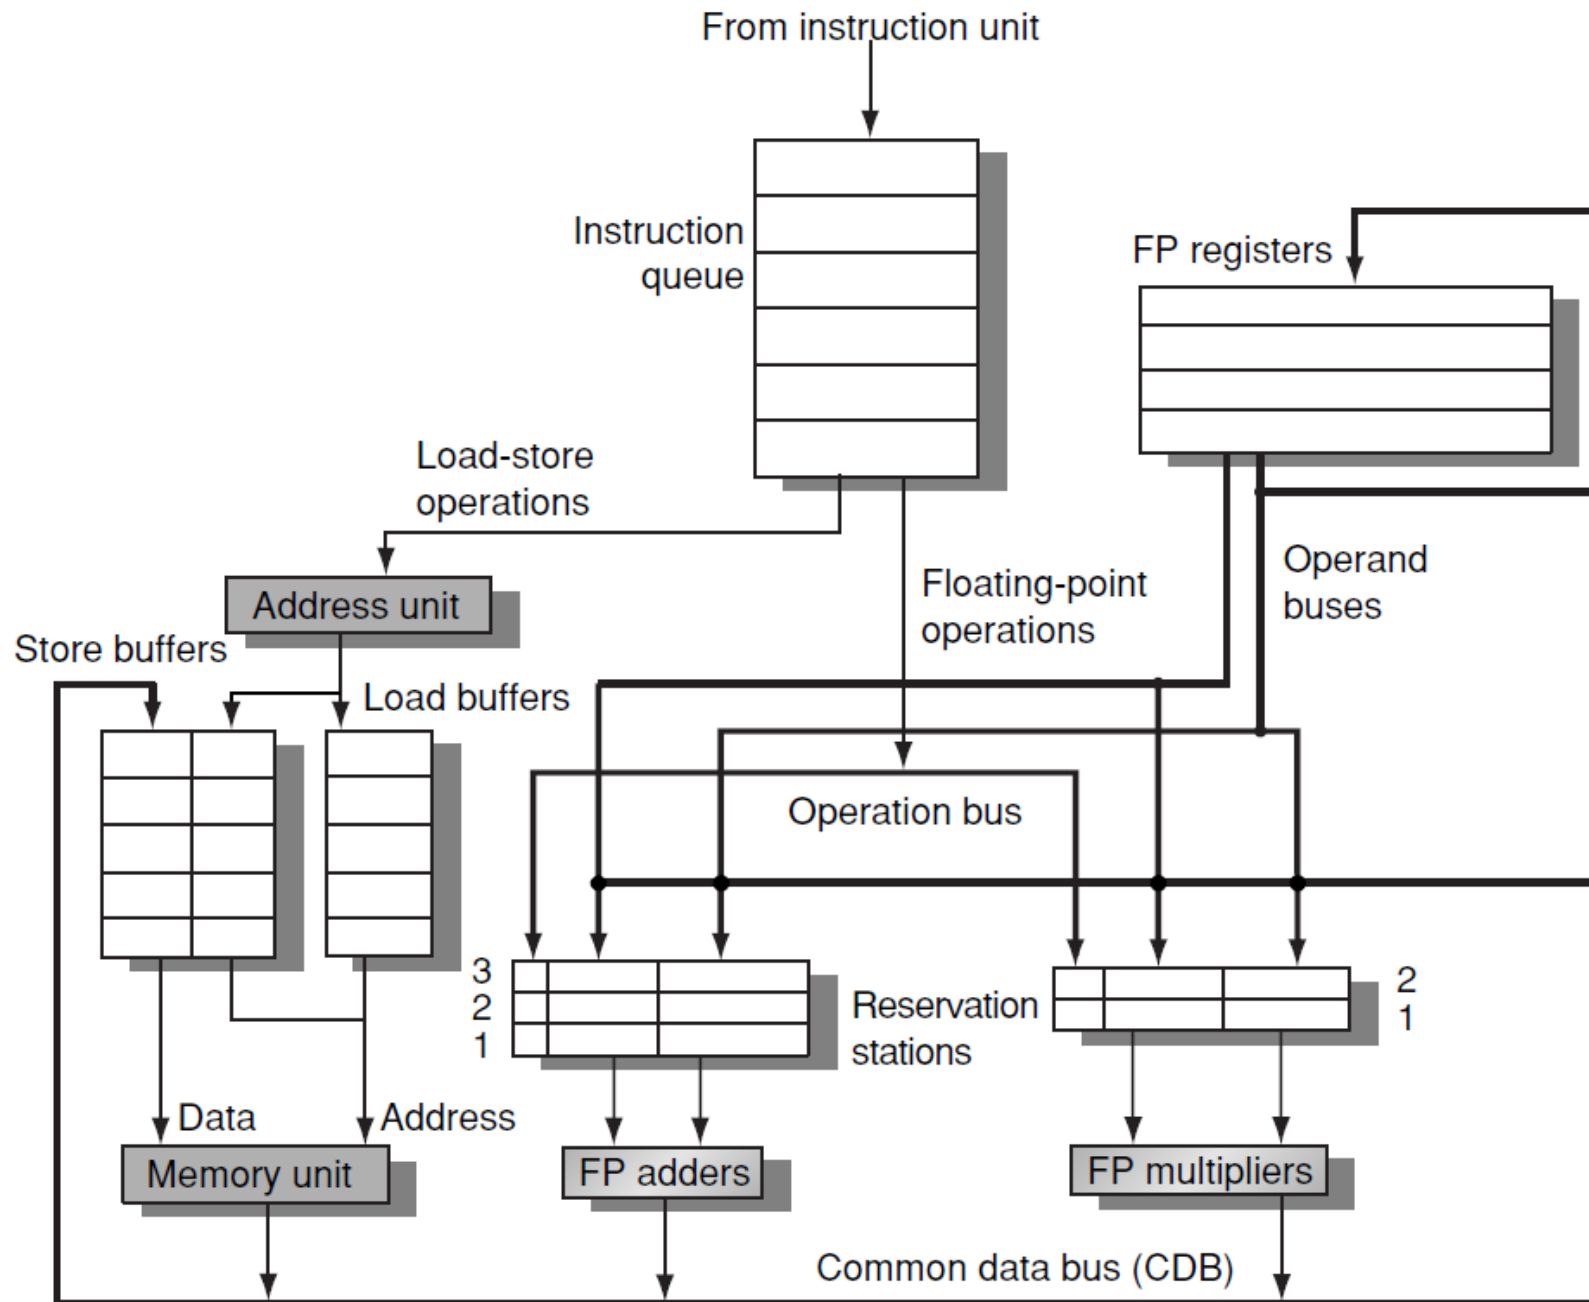 From instruction unit
Instruction
queue
FP registers
Load-store
operations
Operand
buses
Floating-point
operations
Address unit
Store buffers
Load buffers
Operation bus
3
2
1
Reservation
stations
2
1
Data
Address
Memory unit
FP adders
FP multipliers
Common data bus (CDB)